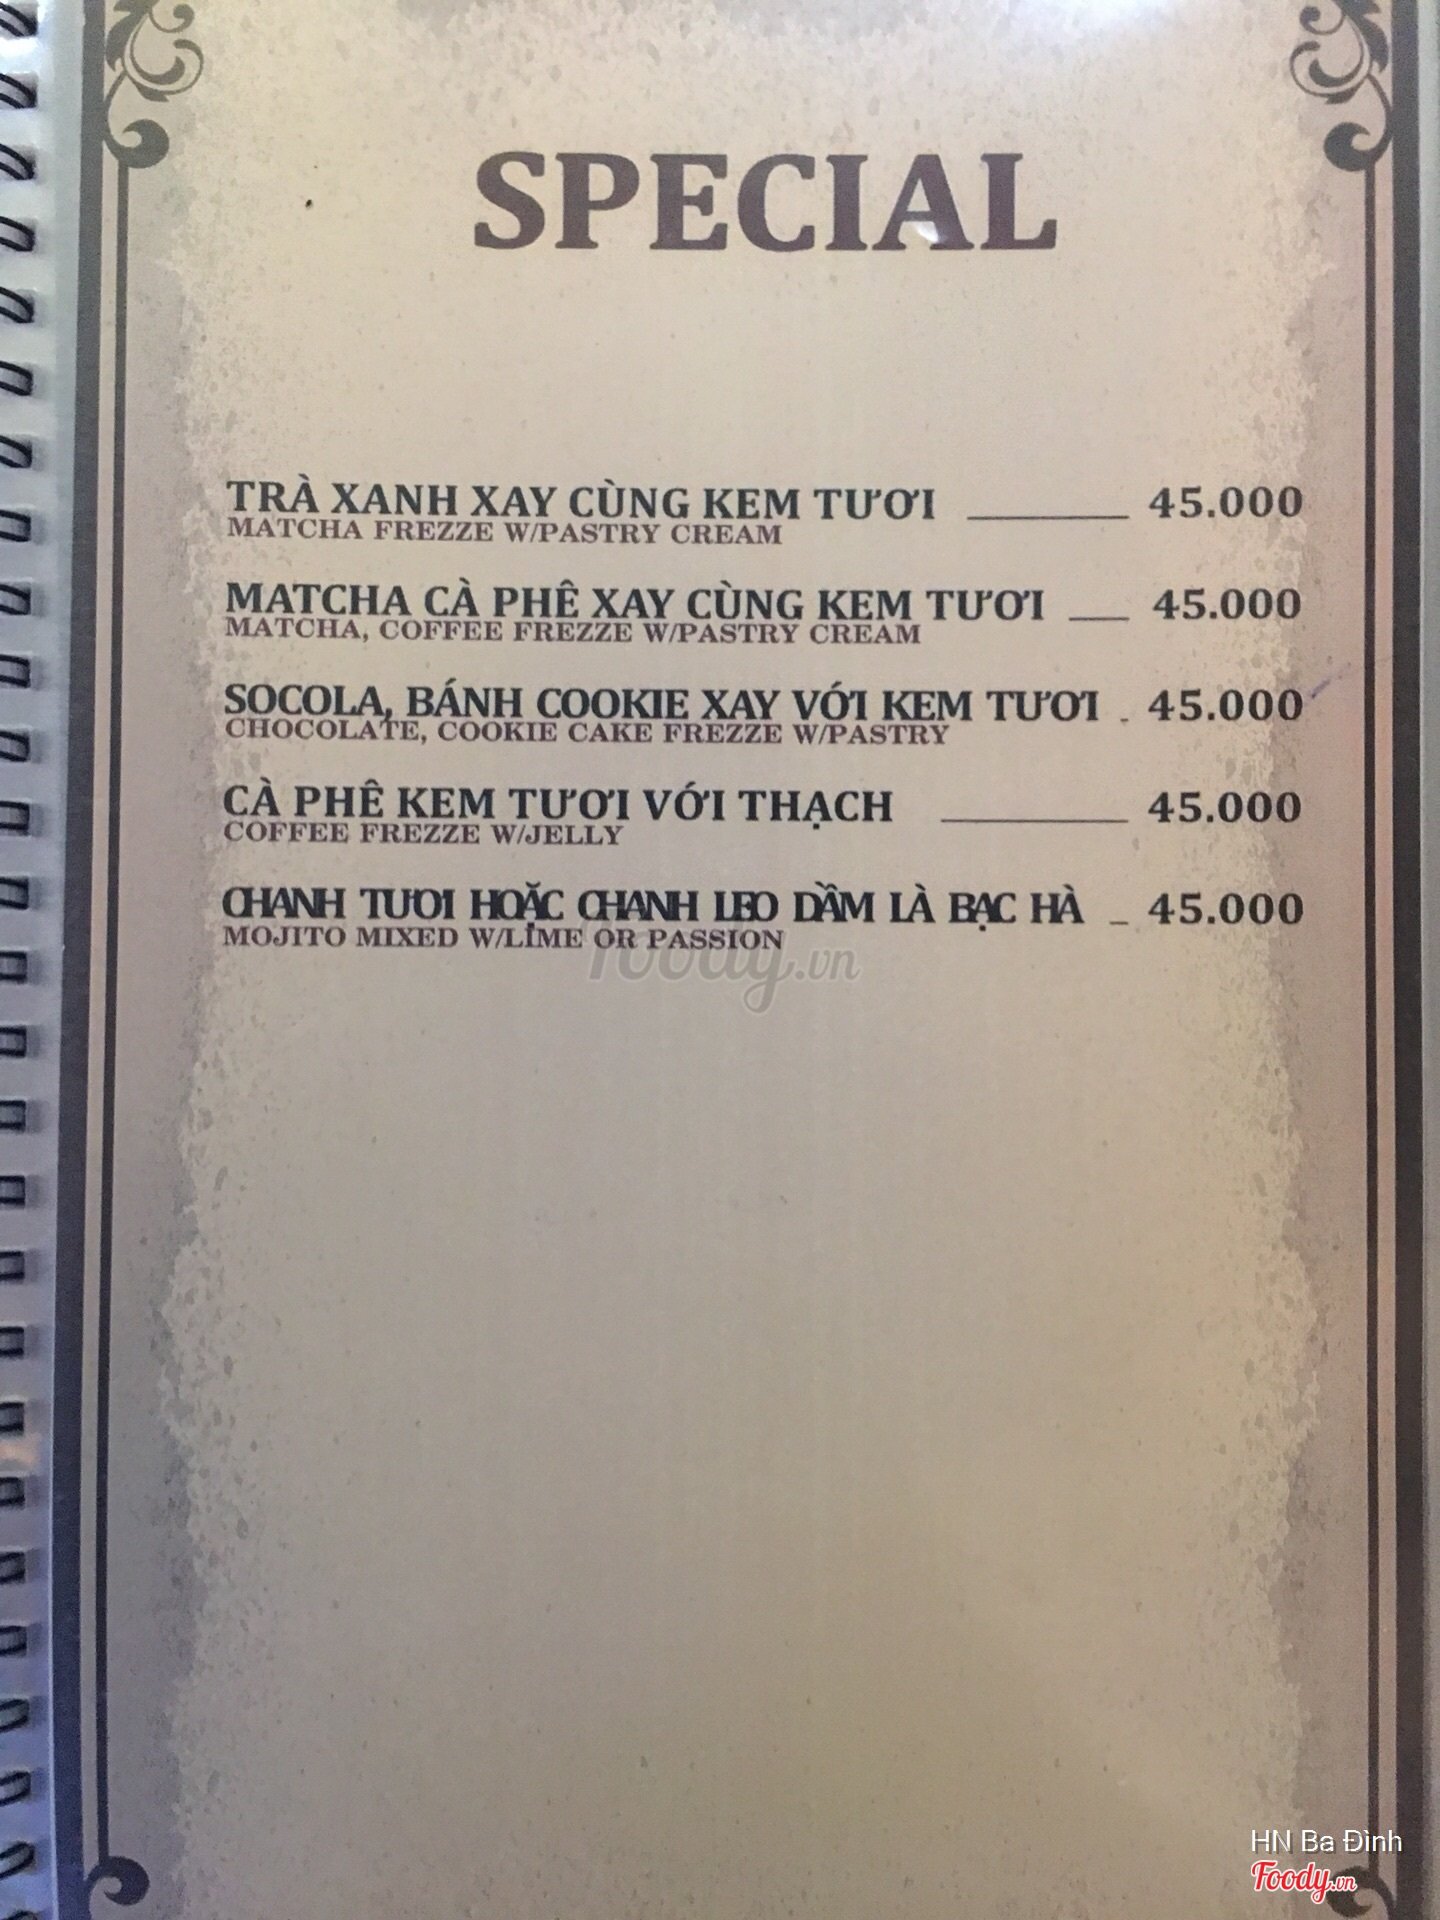 SPECIAL
TRÀ XANH XAY CÙNG KEM TƯƠI 45.000
MATCHA FREZZE W/PASTRY CREAM
MATCHA CÀ PHÊ XAY CÙNG KEM TƯƠI 45.000
MATCHA, COFFEE FREZZE W/PASTRY CREAM
SOCOLA, BÁNH COOKIE XAY VỚI KEM TƯƠI 45.000
CHOCOLATE, COOKIE CAKE FREZZE W/PASTRY
CÀ PHÊ KEM TƯƠI VỚI THẠCH 45.000
COFFEE FREZZE W/JELLY
CHANH TƯƠI HOẶC CHANH LEO DẦM LÀ BẠC HÀ 45.000
MOJITO MIXED W/LIME OR PASSION
foody.vn
HN Ba Đình
Foody.vn